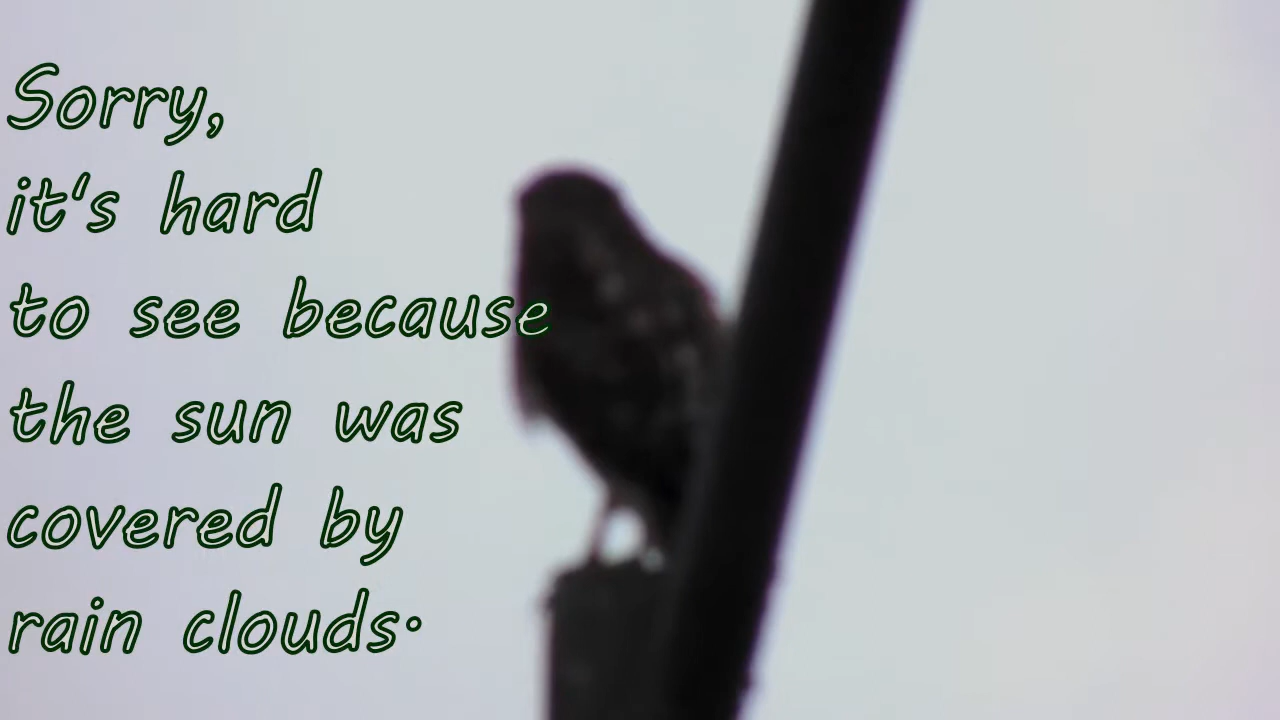 Sorry,
it's hard
to see because
the sun was
covered by
rain clouds.